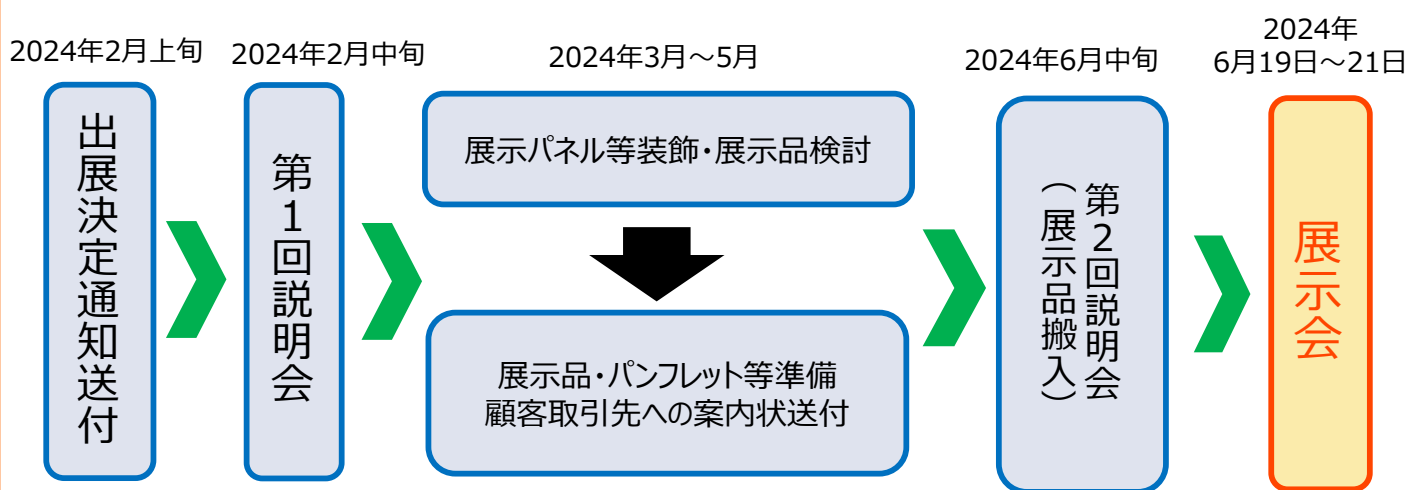 2024年2月上旬
出展決定通知送付
2024年2月中旬
第1回説明会
2024年3月～5月
展示パネル等装飾・展示品検討
展示品・パンフレット等準備
顧客取引先への案内状送付
2024年6月中旬
第2回説明会
（展示品搬入）
2024年
6月19日～21日
展示会